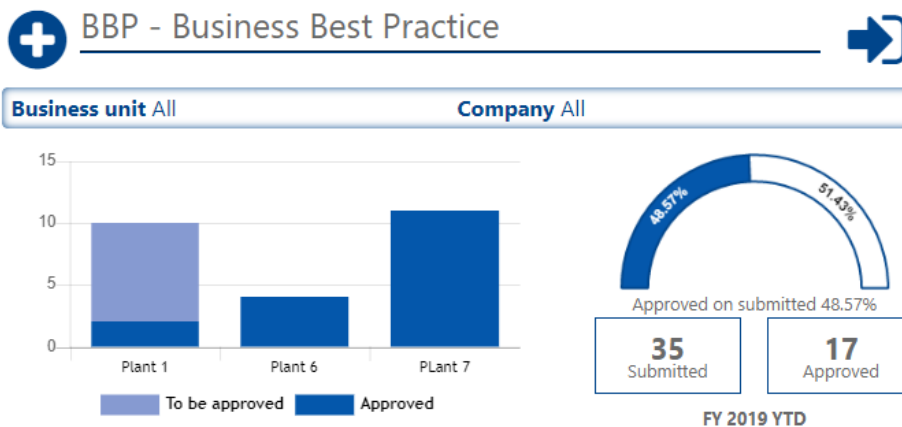 BBP - Business Best Practice
Business unit All
Company All
15
10
5
0
Plant 1
Plant 6
PLant 7
To be approved
Approved
48.57%
51.43%
Approved on submitted 48.57%
35
Submitted
17
Approved
FY 2019 YTD